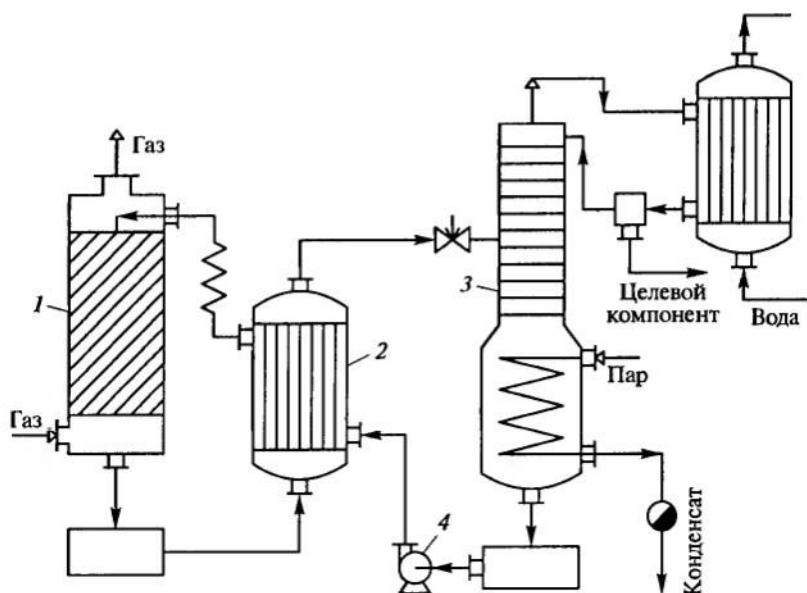 Газ
1
Газ
2
3
4
Целевой
компонент
Вода
Пар
Конденсат